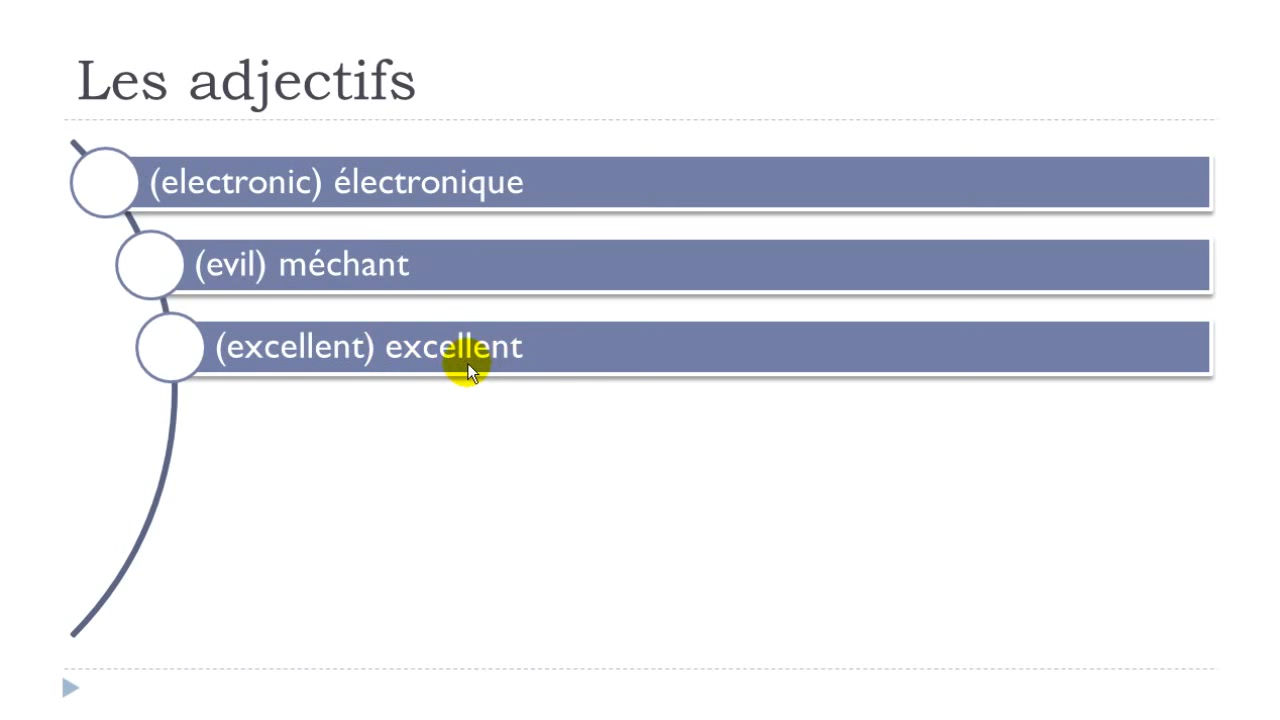 Les adjectifs
(electronic) électronique
(evil) méchant
(excellent) excellent